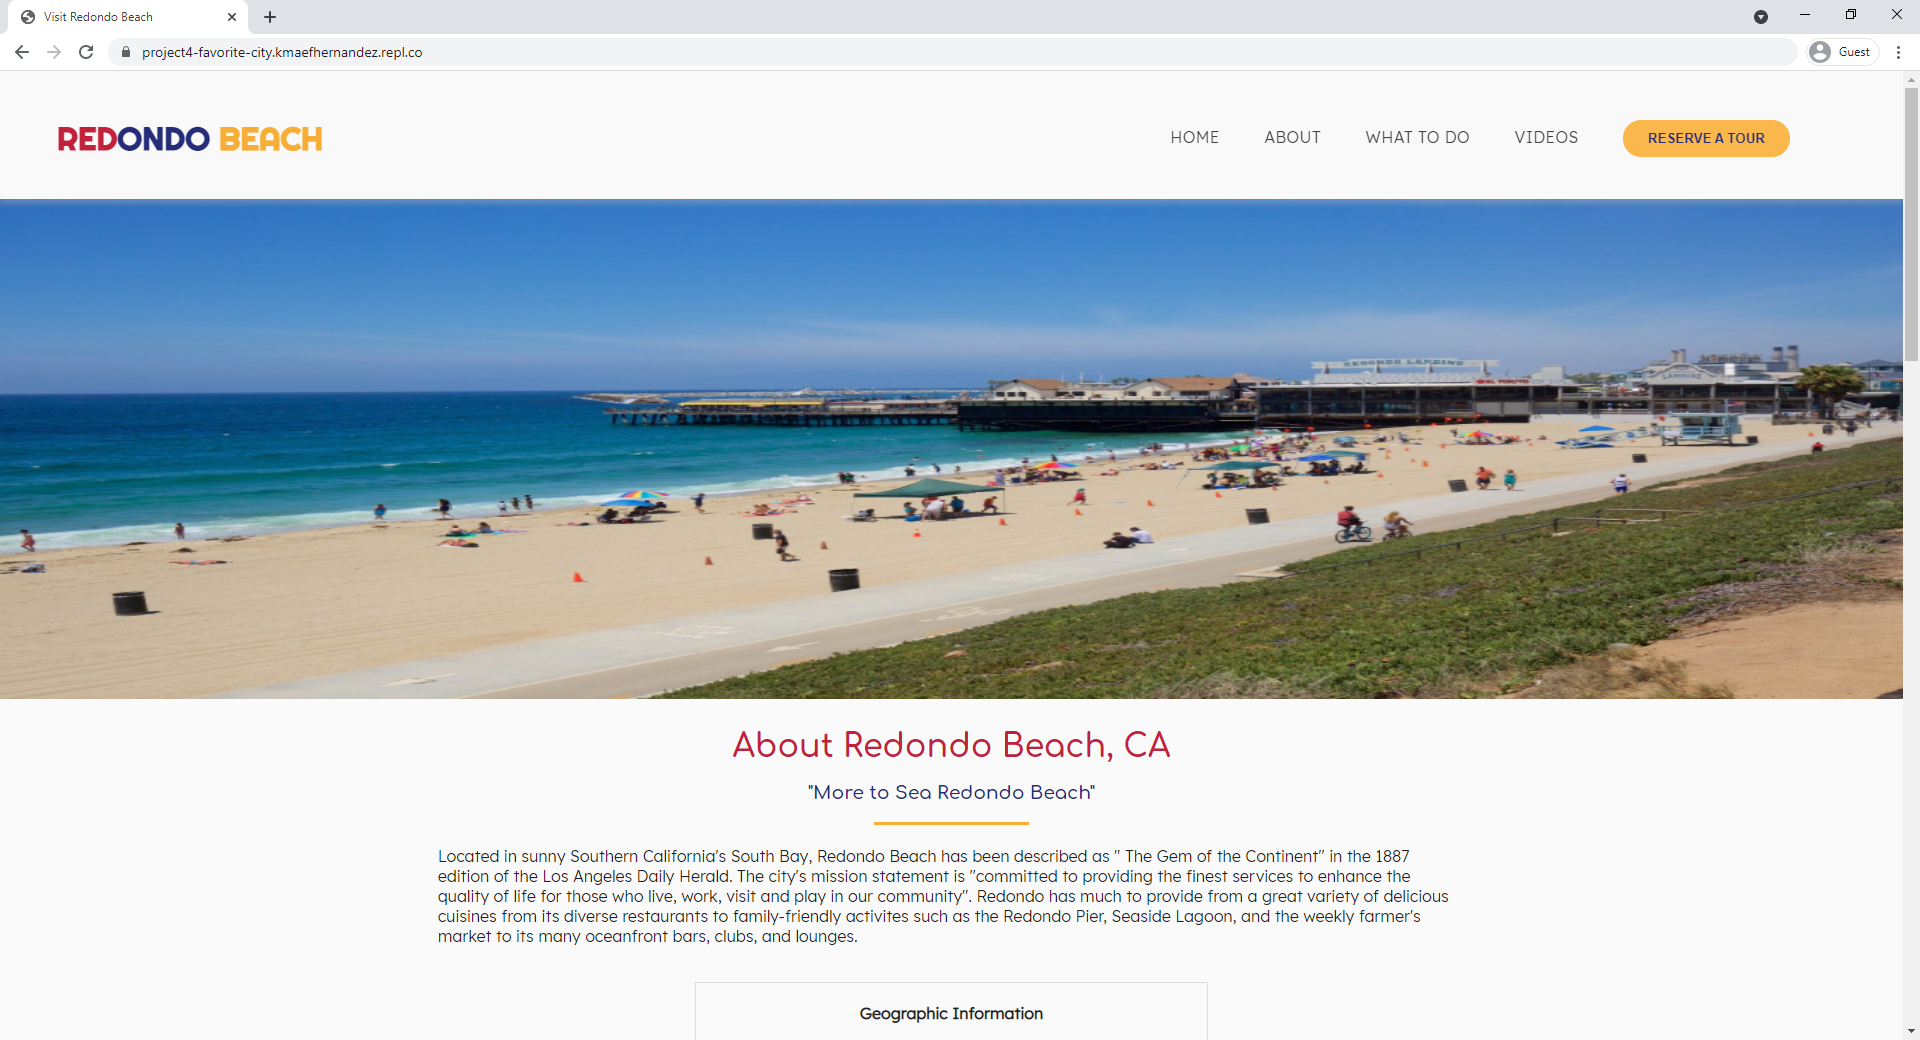 Visit Redondo Beach
project4-favorite-city.kmaefhernandez.repl.co
Guest
REDONDO BEACH
HOME
ABOUT
WHAT TO DO
VIDEOS
RESERVE A TOUR
REDONDO LANDING
EL TORITO
LANDING
About Redondo Beach, CA
"More to Sea Redondo Beach"
Located in sunny Southern California's South Bay, Redondo Beach has been described as " The Gem of the Continent" in the 1887
edition of the Los Angeles Daily Herald. The city's mission statement is "committed to providing the finest services to enhance the
quality of life for those who live, work, visit and play in our community". Redondo has much to provide from a great variety of delicious
cuisines from its diverse restaurants to family-friendly activites such as the Redondo Pier, Seaside Lagoon, and the weekly farmer's
market to its many oceanfront bars, clubs, and lounges.
Geographic Information